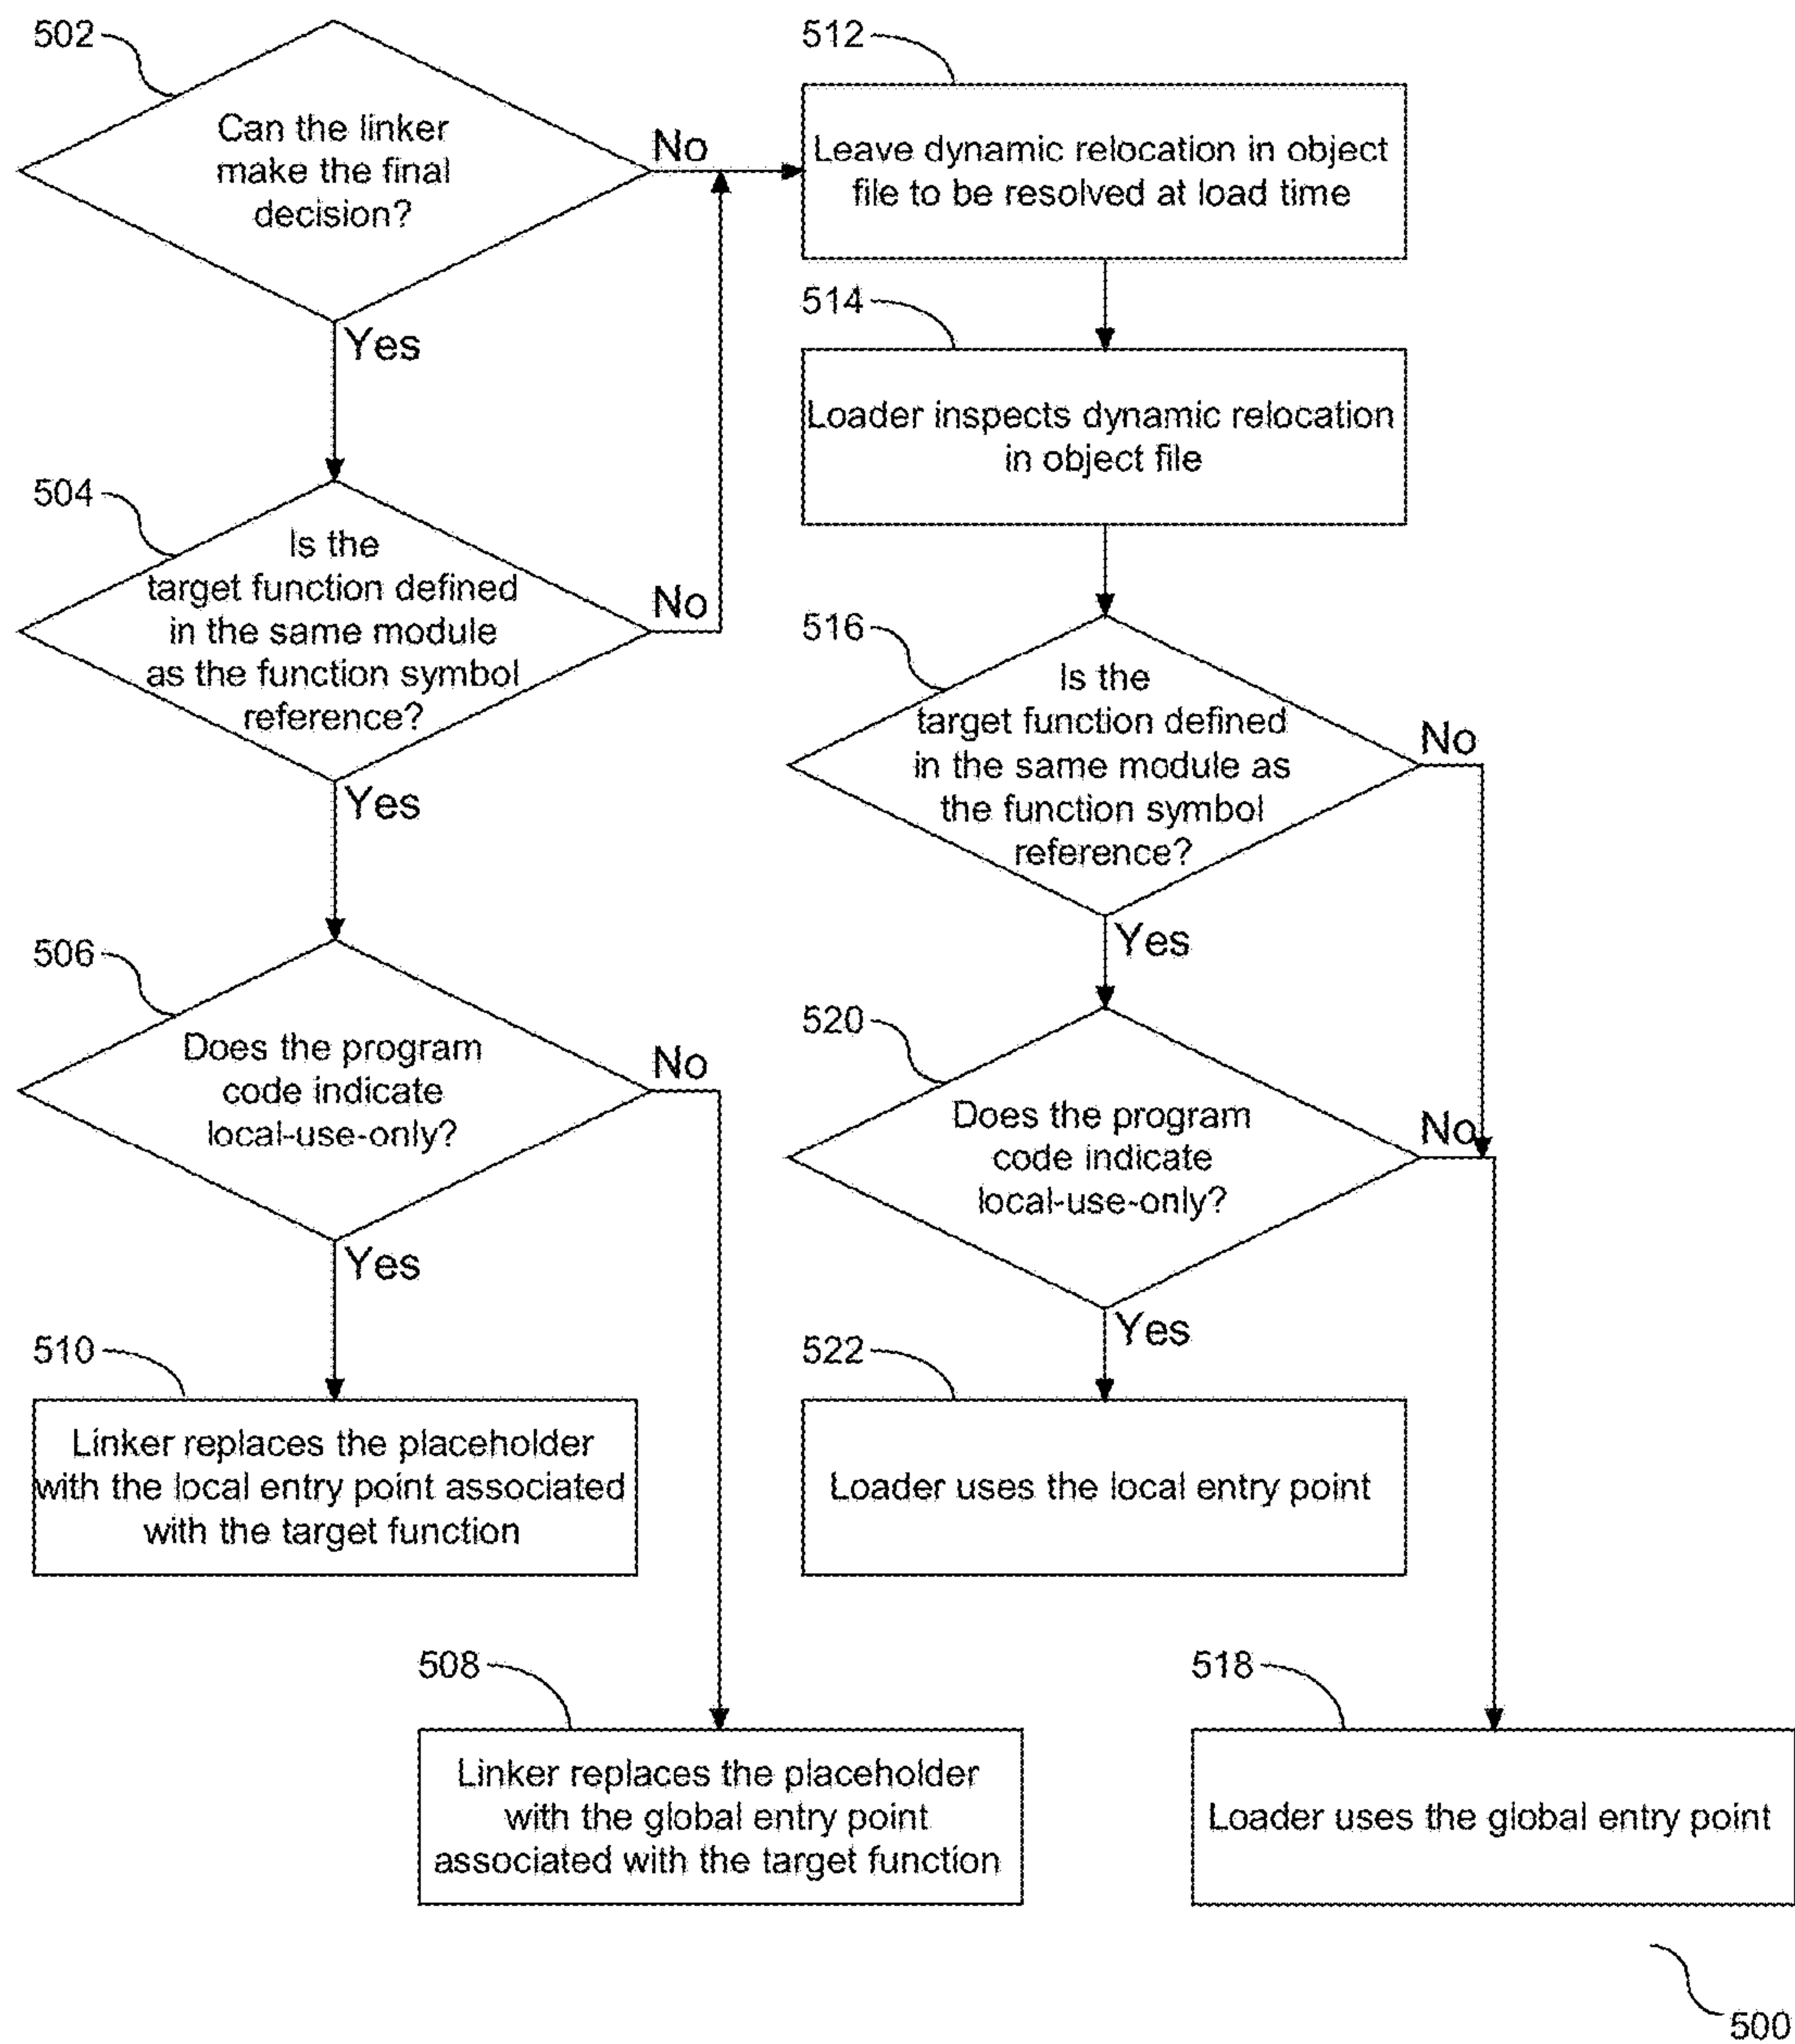 502
Can the linker
make the final
decision?
No
Yes
504
Is the
target function defined
in the same module
as the function symbol
reference?
No
Yes
506
Does the program
code indicate
local-use-only?
No
Yes
510
Linker replaces the placeholder
with the local entry point associated
with the target function
508
Linker replaces the placeholder
with the global entry point
associated with the target function
512
Leave dynamic relocation in object
file to be resolved at load time
514
Loader inspects dynamic relocation
in object file
516
Is the
target function defined
in the same module as
the function symbol
reference?
No
Yes
520
Does the program
code indicate
local-use-only?
No
Yes
522
Loader uses the local entry point
518
Loader uses the global entry point
500